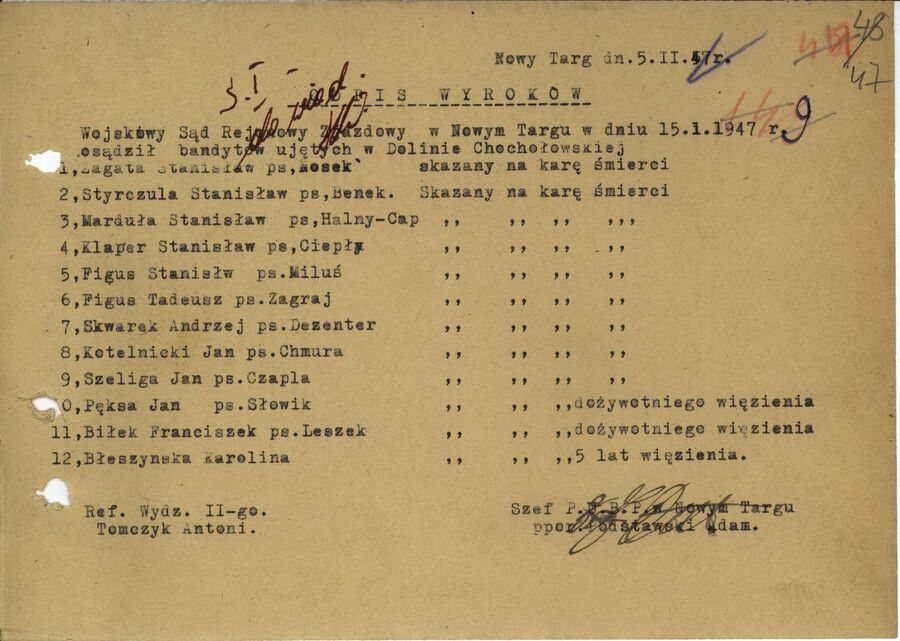 48
47
Nowy Targ dn.5.II.47r.
S.I
ODPIS WYROKÓW
9
Wojskowy Sąd Rejonowy Zjazdowy w Nowym Targu w dniu 15.1.1947 r.
osądził bandytów ujętych w Dolinie Chochołowskiej
1,Zagata Stanisław ps,Mosek skazany na karę śmierci
2,Styrczula Stanisław ps,Benek. Skazany na karę śmierci
3,Marduła Stanisław ps,Halny-Cap ,, ,, ,, ,,,
4,Klaper Stanisław ps,Ciepły ,, ,, ,, ,,
5,Figus Stanisłw ps.Miluś ,, ,, ,, ,,
6,Figus Tadeusz ps.Zagraj ,, ,, ,, ,,
7,Skwarek Andrzej ps.Dezenter ,, ,, ,, ,,
8,Kotelnicki Jan ps.Chmura ,, ,, ,, ,,
9,Szeliga Jan ps.Czapla ,, ,, ,, ,,
0,Pęksa Jan ps.Słowik ,, ,, ,,dożywotniego więzienia
11,Biłek Franciszek ps.Leszek ,, ,, ,,dożywotniego więzienia
12,Błeszynska Karolina ,, ,, ,,5 lat więzienia.
Ref. Wydz. II-go.
Tomczyk Antoni.
Szef P.U.B.P.w Nowym Targu
ppor. Podstawski Adam.